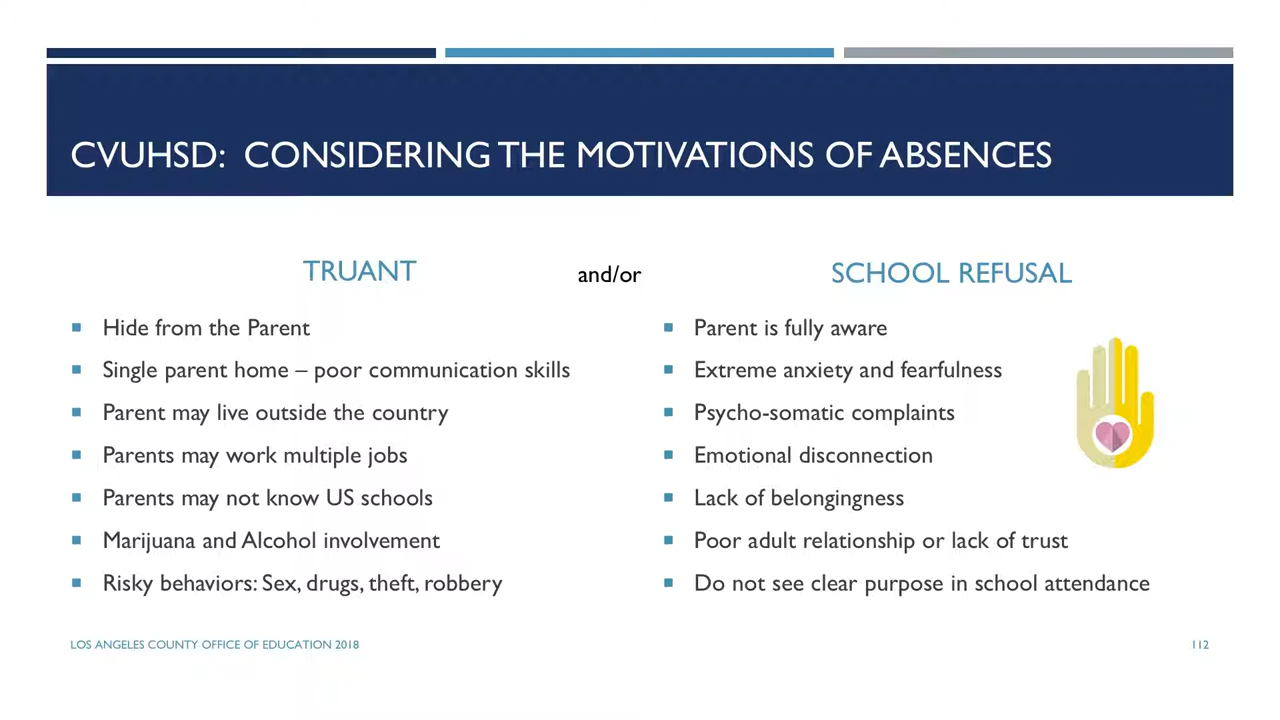 CVUHSD: CONSIDERING THE MOTIVATIONS OF ABSENCES
TRUANT
and/or
SCHOOL REFUSAL
Hide from the Parent
Single parent home – poor communication skills
Parent may live outside the country
Parents may work multiple jobs
Parents may not know US schools
Marijuana and Alcohol involvement
Risky behaviors: Sex, drugs, theft, robbery
Parent is fully aware
Extreme anxiety and fearfulness
Psycho-somatic complaints
Emotional disconnection
Lack of belongingness
Poor adult relationship or lack of trust
Do not see clear purpose in school attendance
LOS ANGELES COUNTY OFFICE OF EDUCATION 2018
112